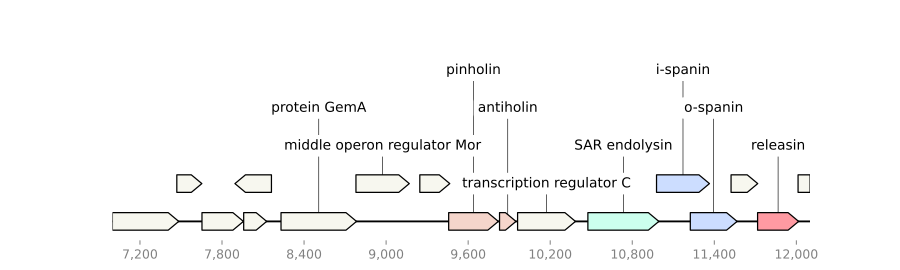 pinholin i-spanin
protein GemA antiholin o-spanin
middle operon regulator Mor SAR endolysin releasin
transcription regulator C
7,200 7,800 8,400 9,000 9,600 10,200 10,800 11,400 12,000